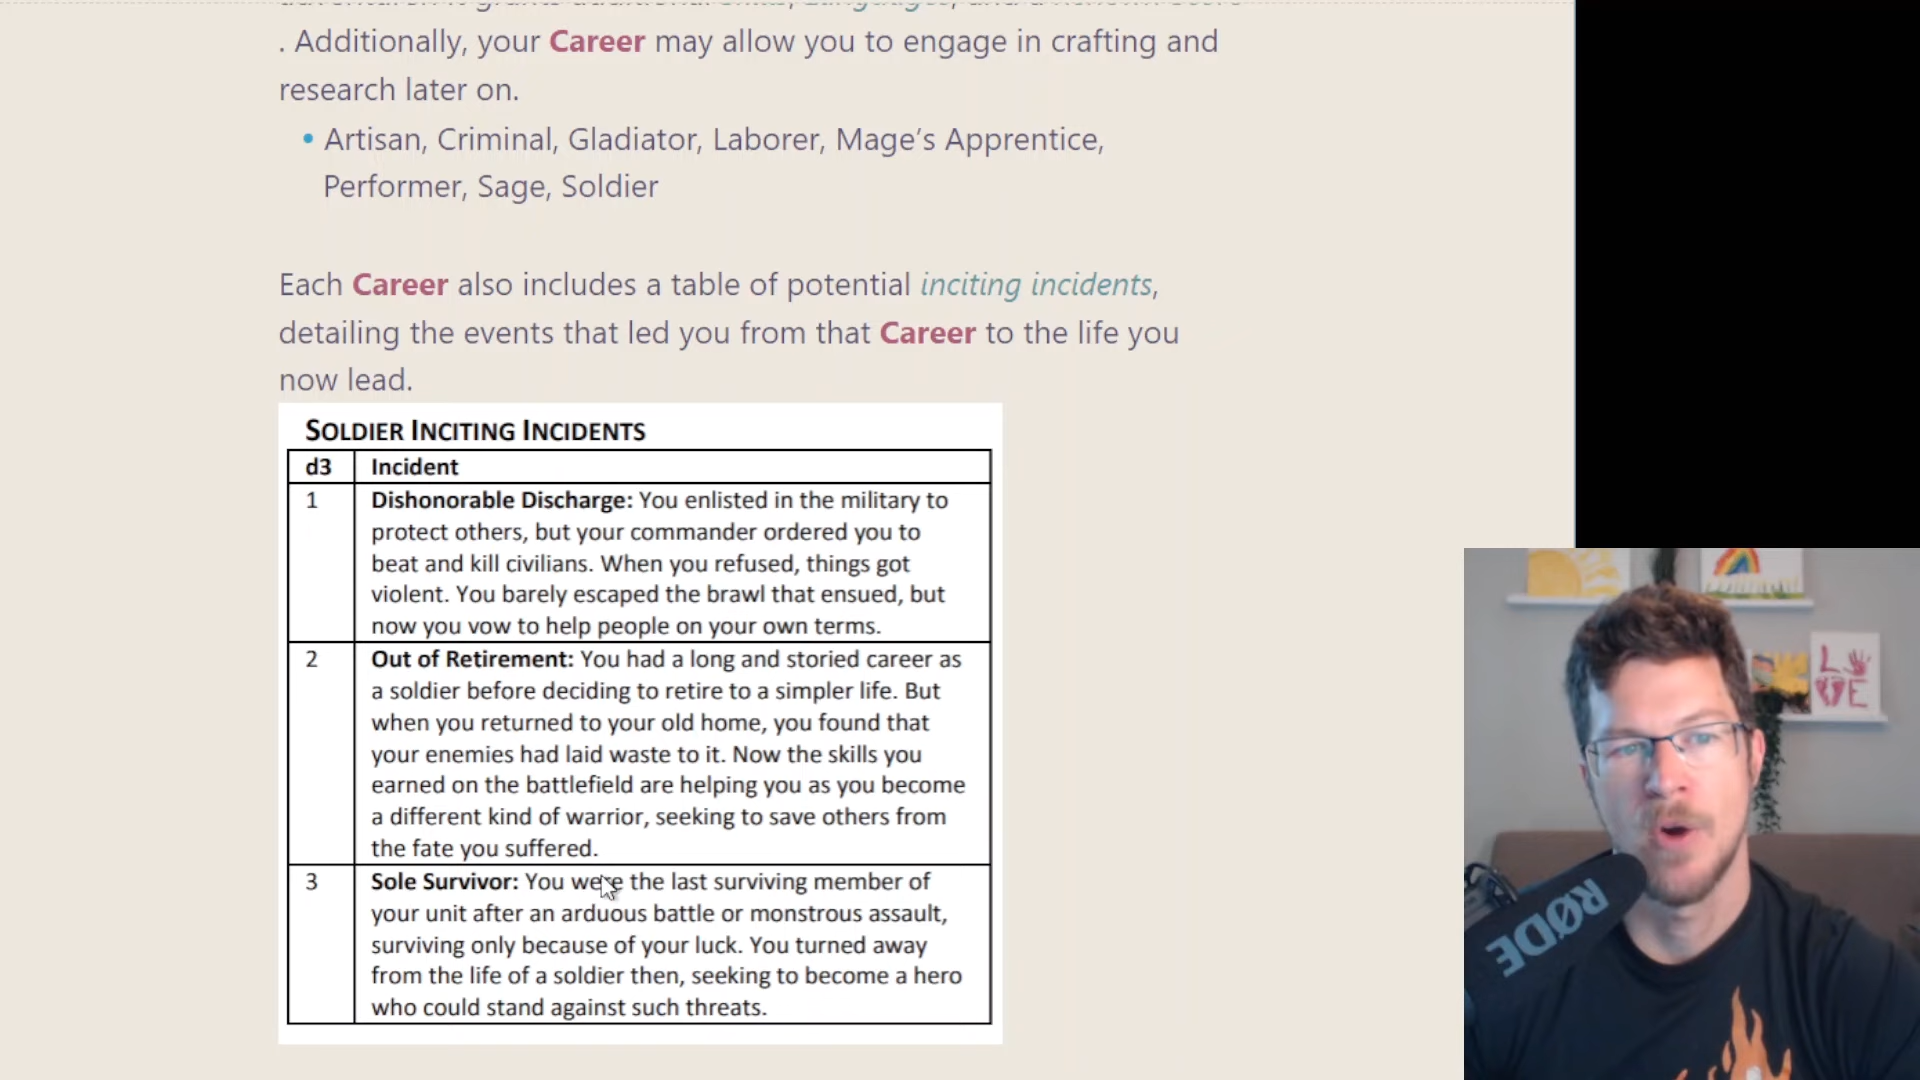 . Additionally, your Career may allow you to engage in crafting and
research later on.
• Artisan, Criminal, Gladiator, Laborer, Mage’s Apprentice,
Performer, Sage, Soldier
Each Career also includes a table of potential inciting incidents,
detailing the events that led you from that Career to the life you
now lead.
SOLDIER INCITING INCIDENTS
d3 Incident
1 Dishonorable Discharge: You enlisted in the military to
protect others, but your commander ordered you to
beat and kill civilians. When you refused, things got
violent. You barely escaped the brawl that ensued, but
now you vow to help people on your own terms.
2 Out of Retirement: You had a long and storied career as
a soldier before deciding to retire to a simpler life. But
when you returned to your old home, you found that
your enemies had laid waste to it. Now the skills you
earned on the battlefield are helping you as you become
a different kind of warrior, seeking to save others from
the fate you suffered.
3 Sole Survivor: You were the last surviving member of
your unit after an arduous battle or monstrous assault,
surviving only because of your luck. You turned away
from the life of a soldier then, seeking to become a hero
who could stand against such threats.
L
VE
RØDE